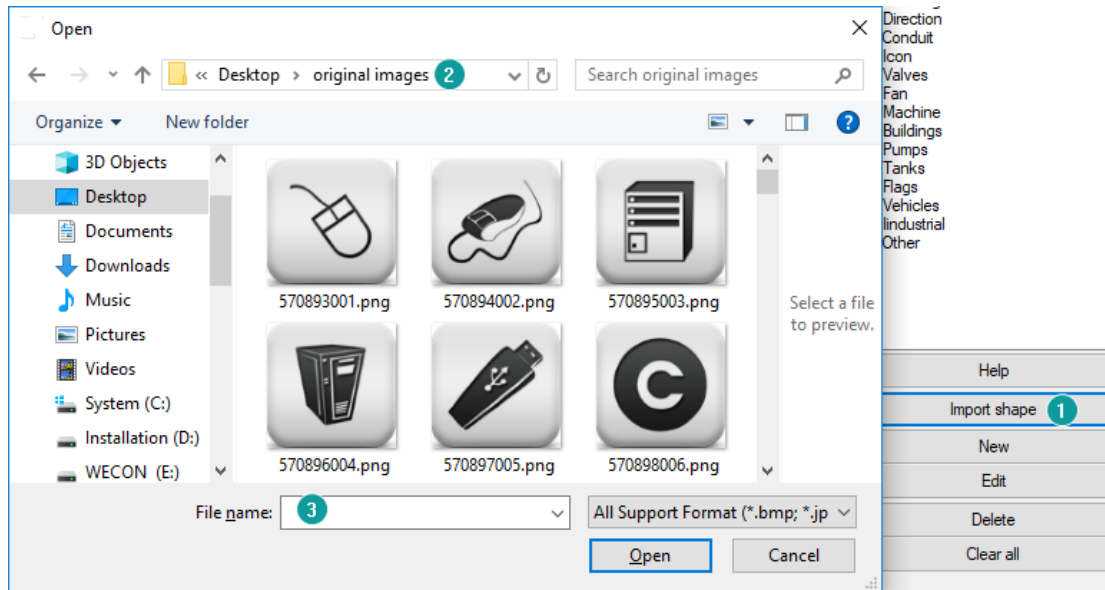 Open
« Desktop › original images 2
Search original images
Organize
New folder
?
3D Objects
Desktop
Documents
Downloads
Music
Pictures
Videos
System (C:)
Installation (D:)
WECON (E:)
570893001.png
570894002.png
570895003.png
C
570896004.png
570897005.png
570898006.png
Select a file
to preview.
File name:
3
All Support Format (*.bmp; *.jp
Open
Cancel
Direction
Conduit
Icon
Valves
Fan
Machine
Buildings
Pumps
Tanks
Flags
Vehicles
Iindustrial
Other
Help
Import shape 1
New
Edit
Delete
Clear all